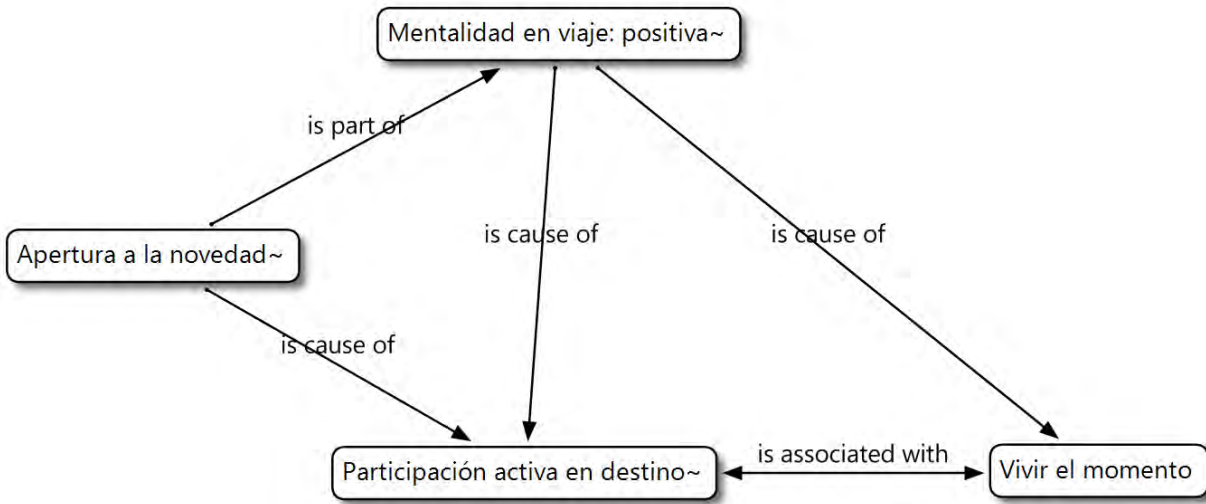 Mentalidad en viaje: positiva~
is part of
is cause of
is cause of
Apertura a la novedad~
is cause of
is associated with
Participación activa en destino~
Vivir el momento